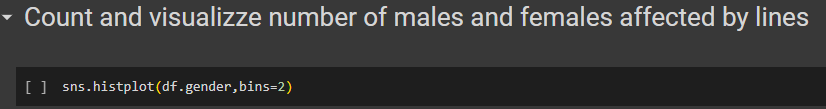 Count and visualizze number of males and females affected by lines
[ ] sns.histplot(df.gender,bins=2)